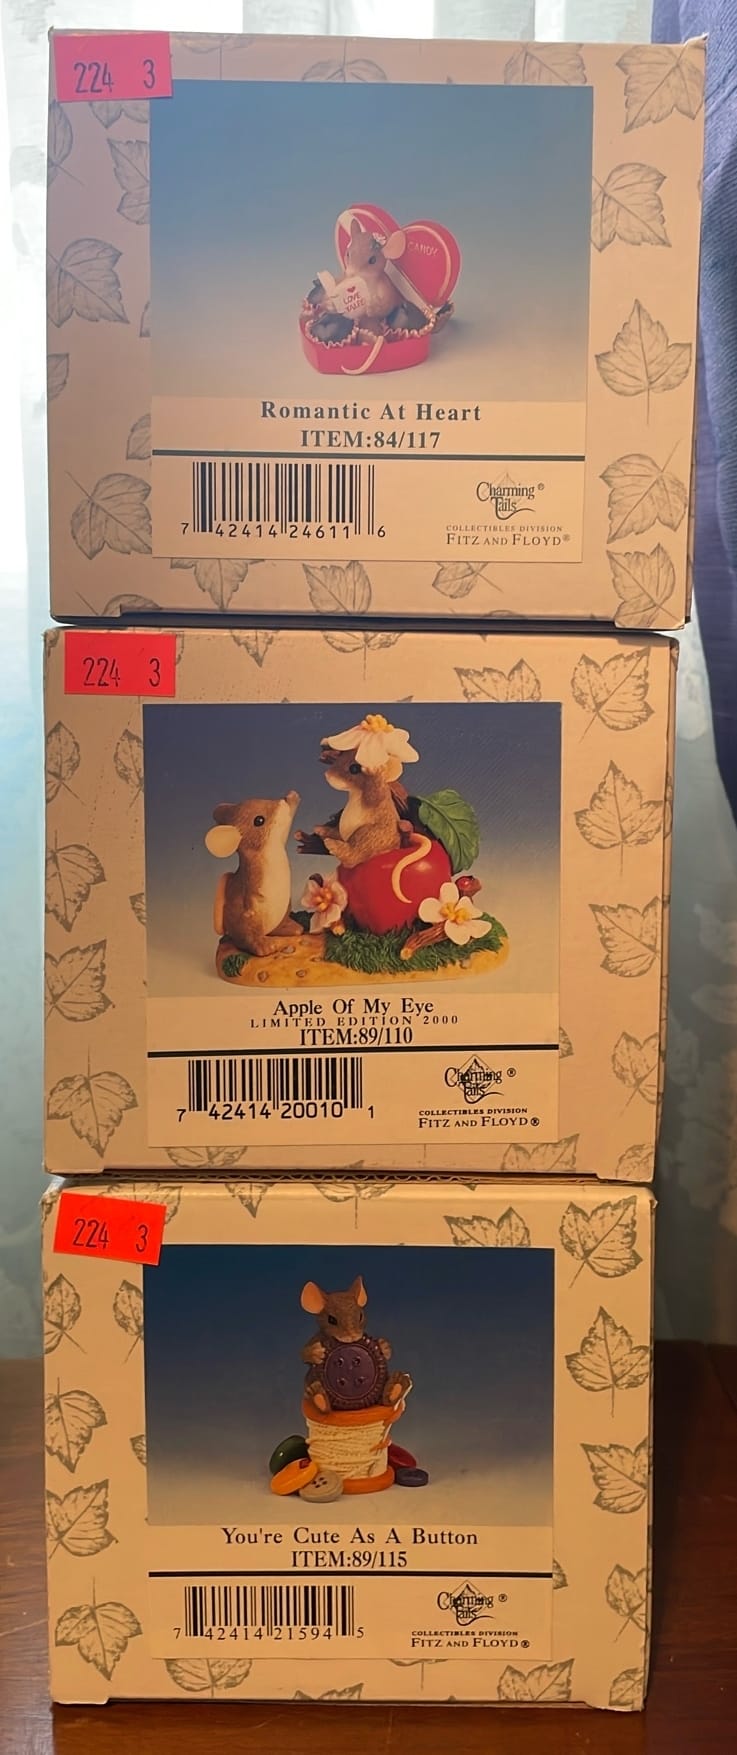 224 3
CANDY
LOVE
TALES
Romantic At Heart
ITEM:84/117
7 42414 24611 6
Charming ®
Tails
COLLECTIBLES DIVISION
FITZ AND FLOYD®
224 3
Apple Of My Eye
LIMITED EDITION 2000
ITEM:89/110
7 42414 20010 1
Charming ®
Tails
COLLECTIBLES DIVISION
FITZ AND FLOYD®
224 3
You're Cute As A Button
ITEM:89/115
7 42414 21594 5
Charming ®
Tails
COLLECTIBLES DIVISION
FITZ AND FLOYD®